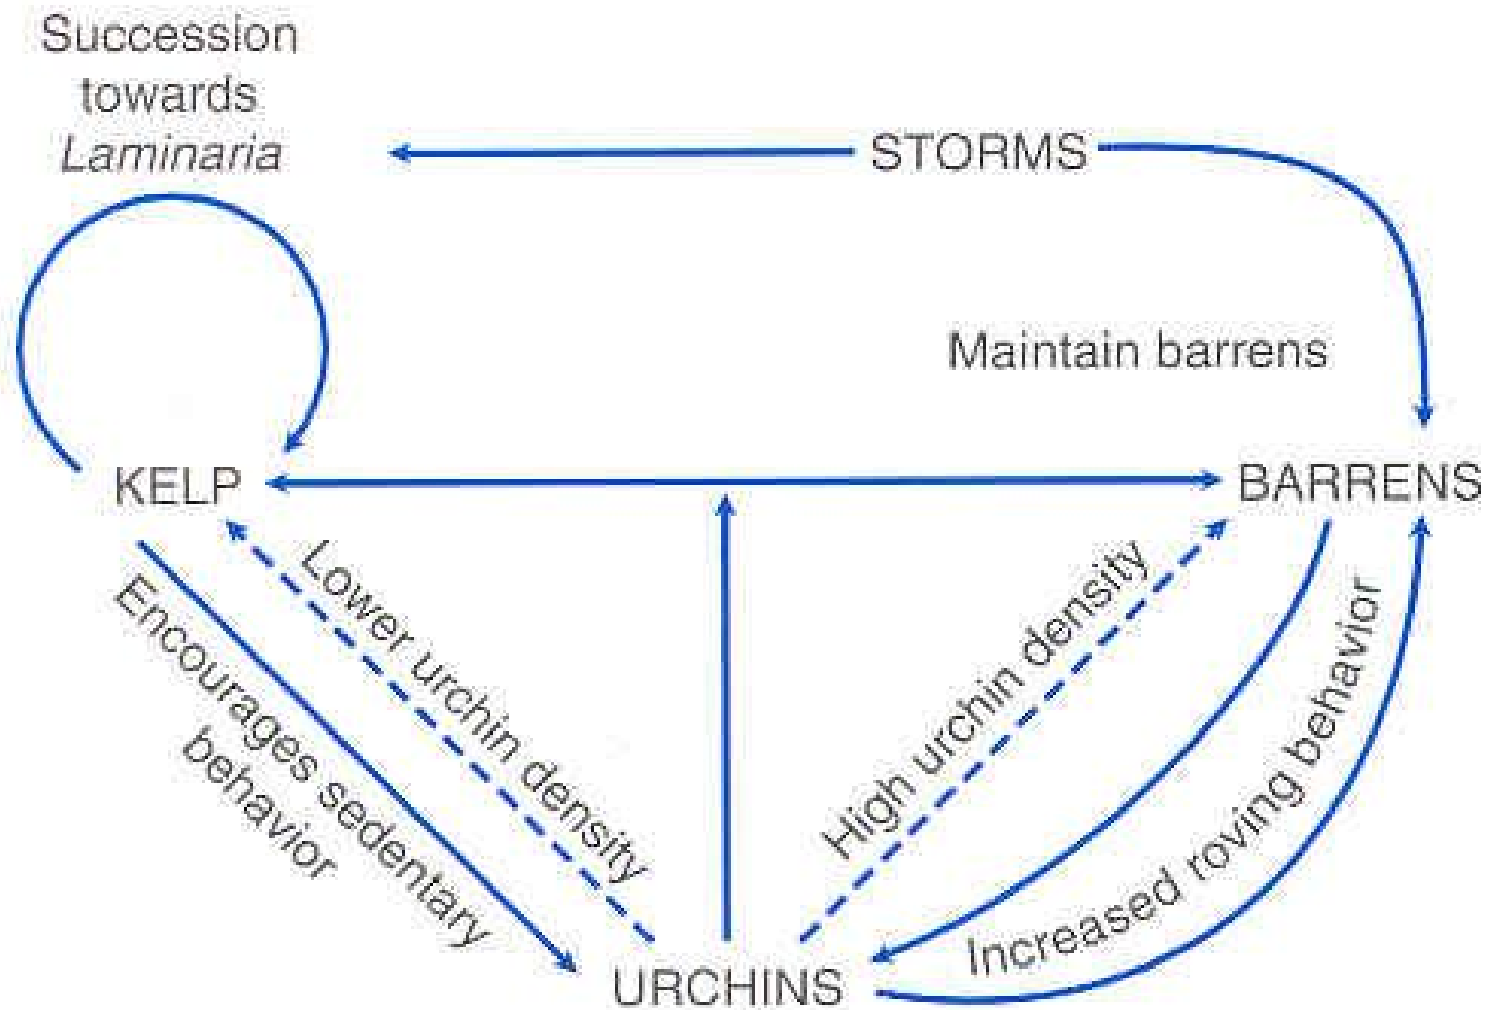 Succession
towards
Laminaria
STORMS
Maintain barrens
KELP
BARRENS
Lower urchin density
Encourages sedentary
behavior
High urchin density
Increased roving behavior
URCHINS